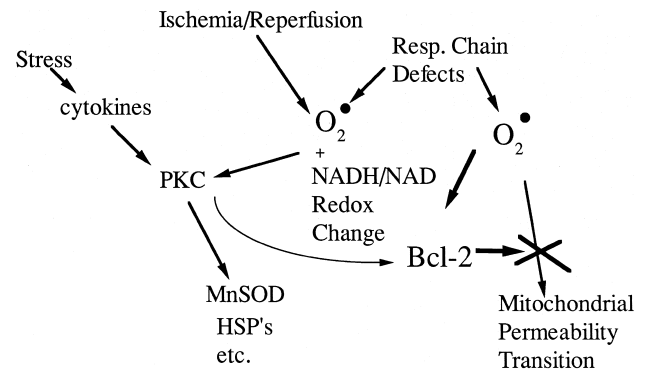 Ischemia/Reperfusion
Resp. Chain
Defects
Stress
cytokines
O2•
O2•
+
PKC
NADH/NAD
Redox
Change
Bcl-2
MnSOD
HSP's
etc.
Mitochondrial
Permeability
Transition